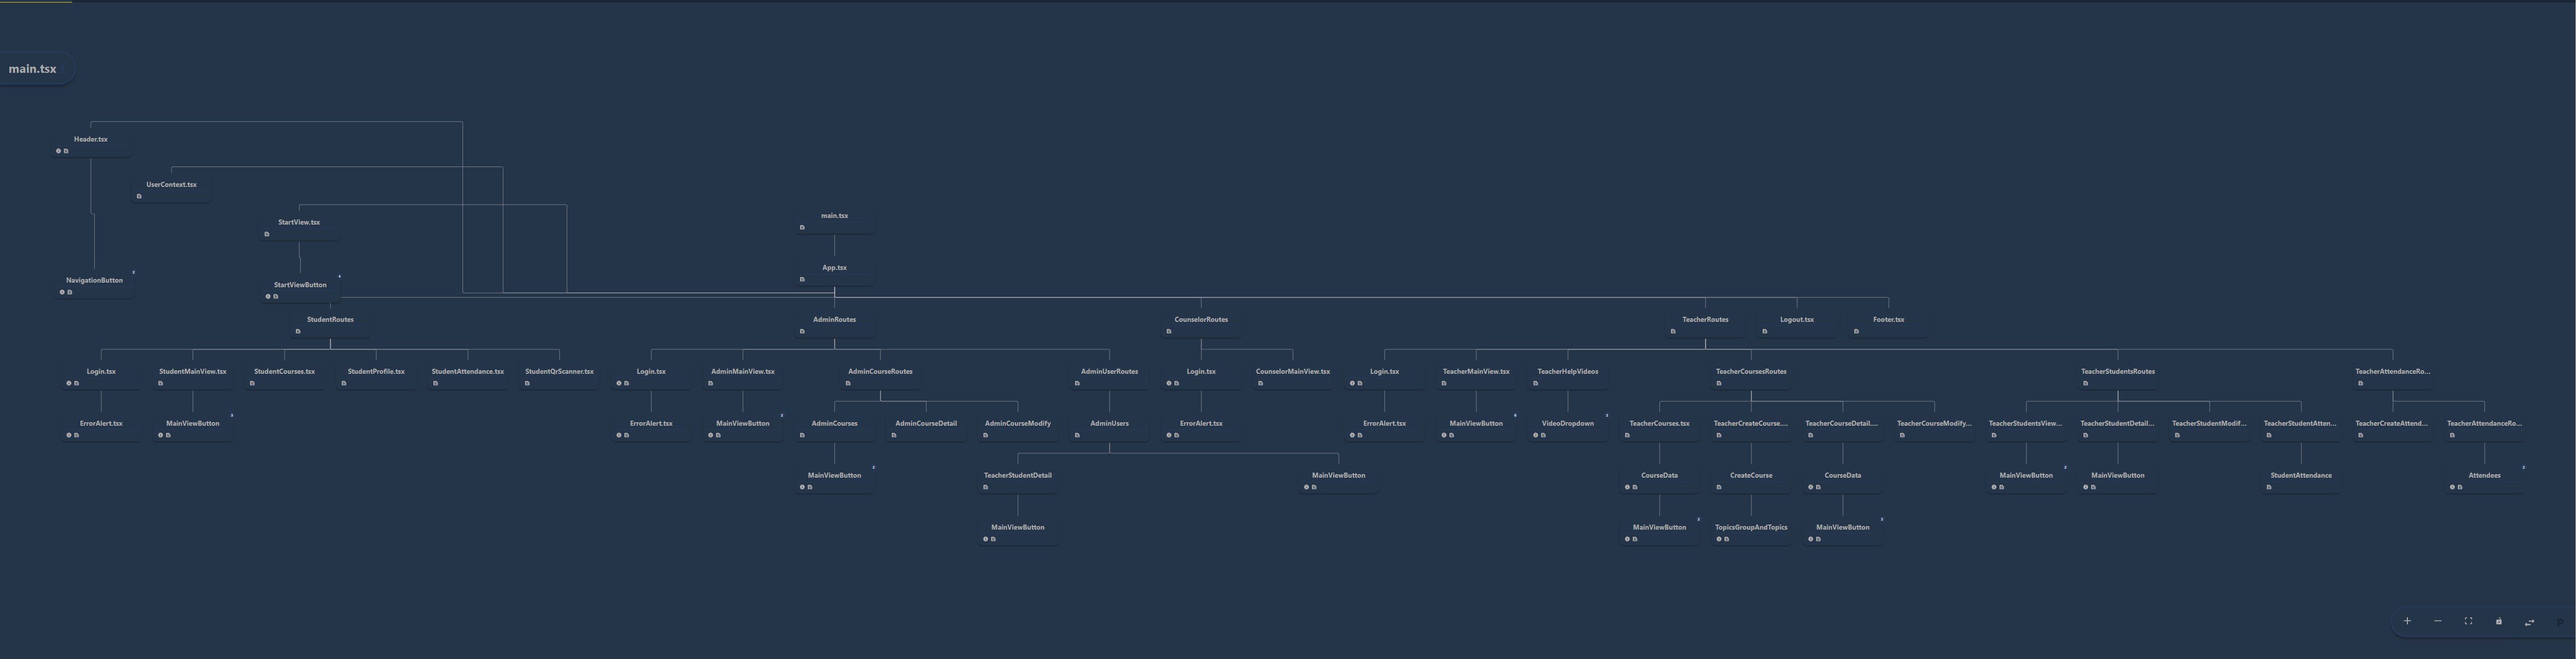 main.tsx
Header.tsx
UserContext.tsx
StartView.tsx
main.tsx
App.tsx
NavigationButton
StartViewButton
StudentRoutes
AdminRoutes
CounselorRoutes
TeacherRoutes
Logout.tsx
Footer.tsx
Login.tsx
StudentMainView.tsx
StudentCourses.tsx
StudentProfile.tsx
StudentAttendance.tsx
StudentQrScanner.tsx
Login.tsx
AdminMainView.tsx
AdminCourseRoutes
AdminUserRoutes
Login.tsx
CounselorMainView.tsx
Login.tsx
TeacherMainView.tsx
TeacherHelpVideos
TeacherCoursesRoutes
TeacherStudentsRoutes
TeacherAttendanceRo...
ErrorAlert.tsx
MainViewButton
ErrorAlert.tsx
MainViewButton
AdminCourses
AdminCourseDetail
AdminCourseModify
AdminUsers
ErrorAlert.tsx
ErrorAlert.tsx
MainViewButton
VideoDropdown
TeacherCourses.tsx
TeacherCreateCourse....
TeacherCourseDetail....
TeacherCourseModify...
TeacherStudentsView...
TeacherStudentDetail...
TeacherStudentModif...
TeacherStudentAtten...
TeacherCreateAttend...
TeacherAttendanceRo...
MainViewButton
TeacherStudentDetail
MainViewButton
CourseData
CreateCourse
CourseData
MainViewButton
MainViewButton
StudentAttendance
Attendees
MainViewButton
MainViewButton
TopicsGroupAndTopics
MainViewButton